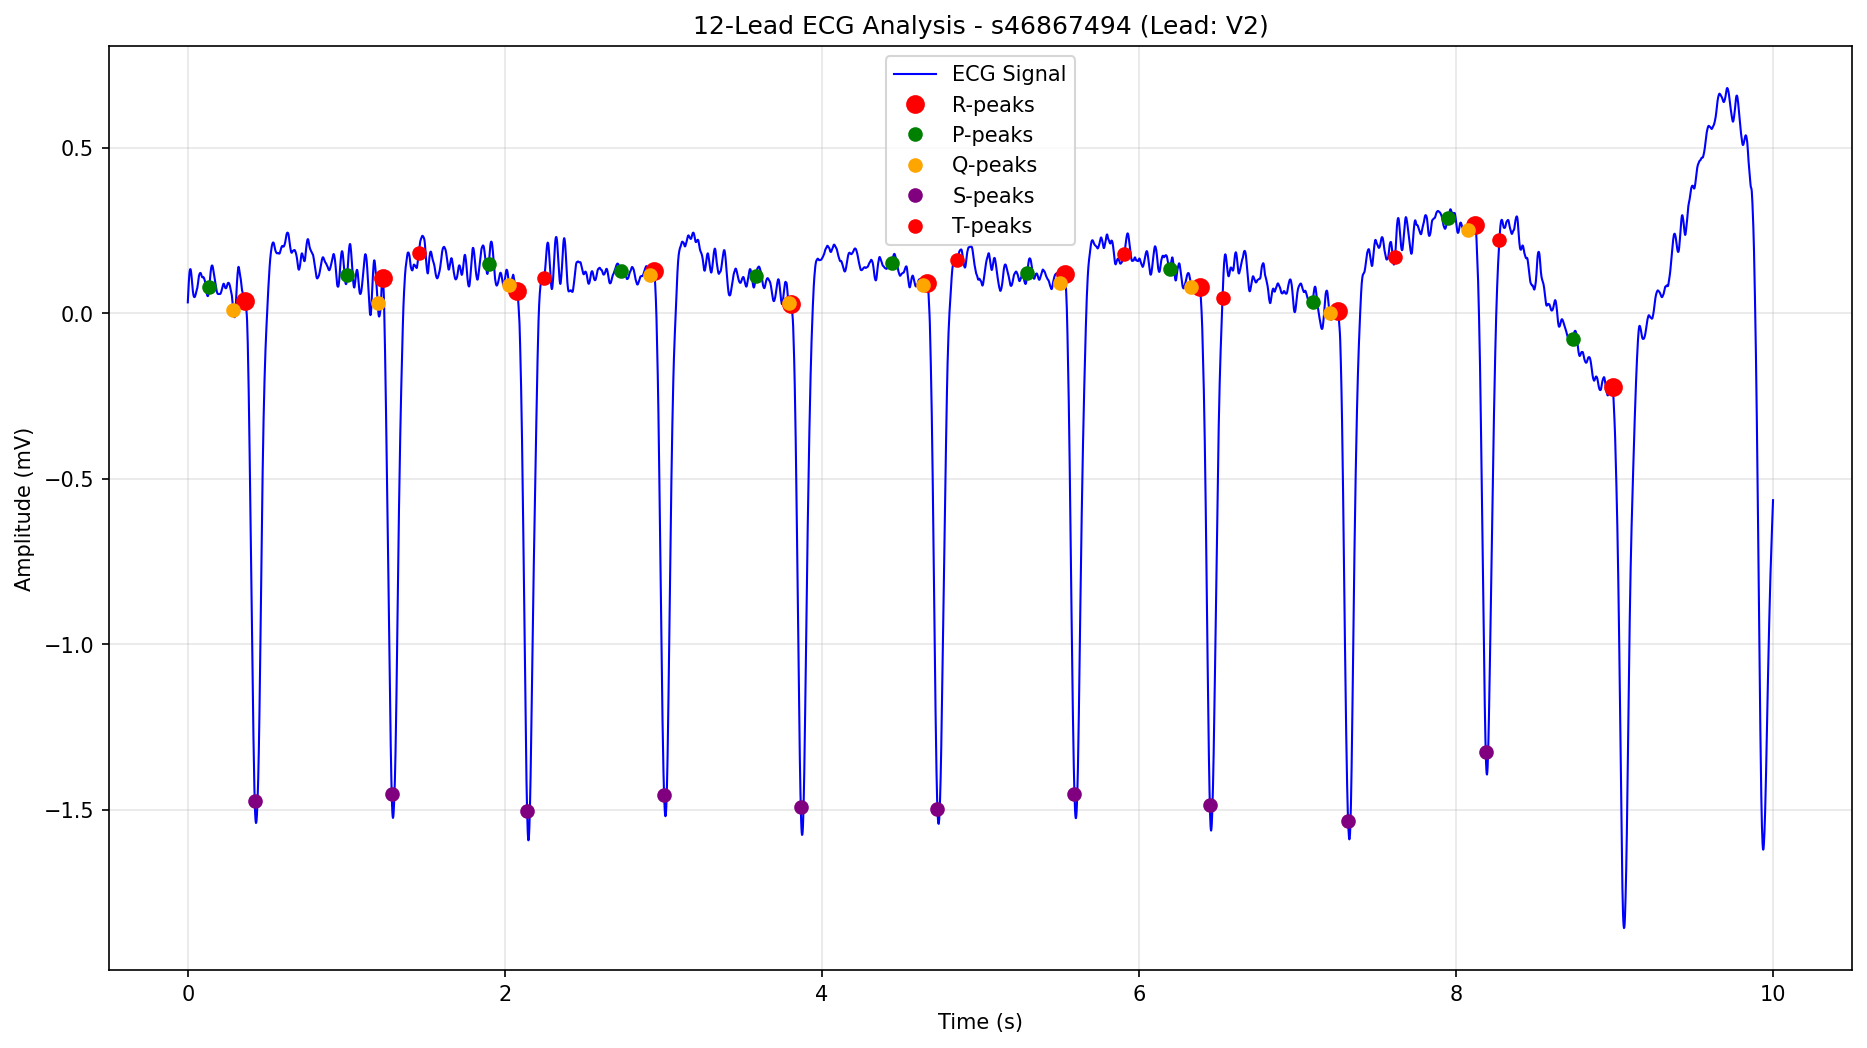 12-Lead ECG Analysis - s46867494 (Lead: V2)
ECG Signal
R-peaks
P-peaks
Q-peaks
S-peaks
T-peaks
Amplitude (mV)
0.5
0.0
−0.5
−1.0
−1.5
0 2 4 6 8 10
Time (s)